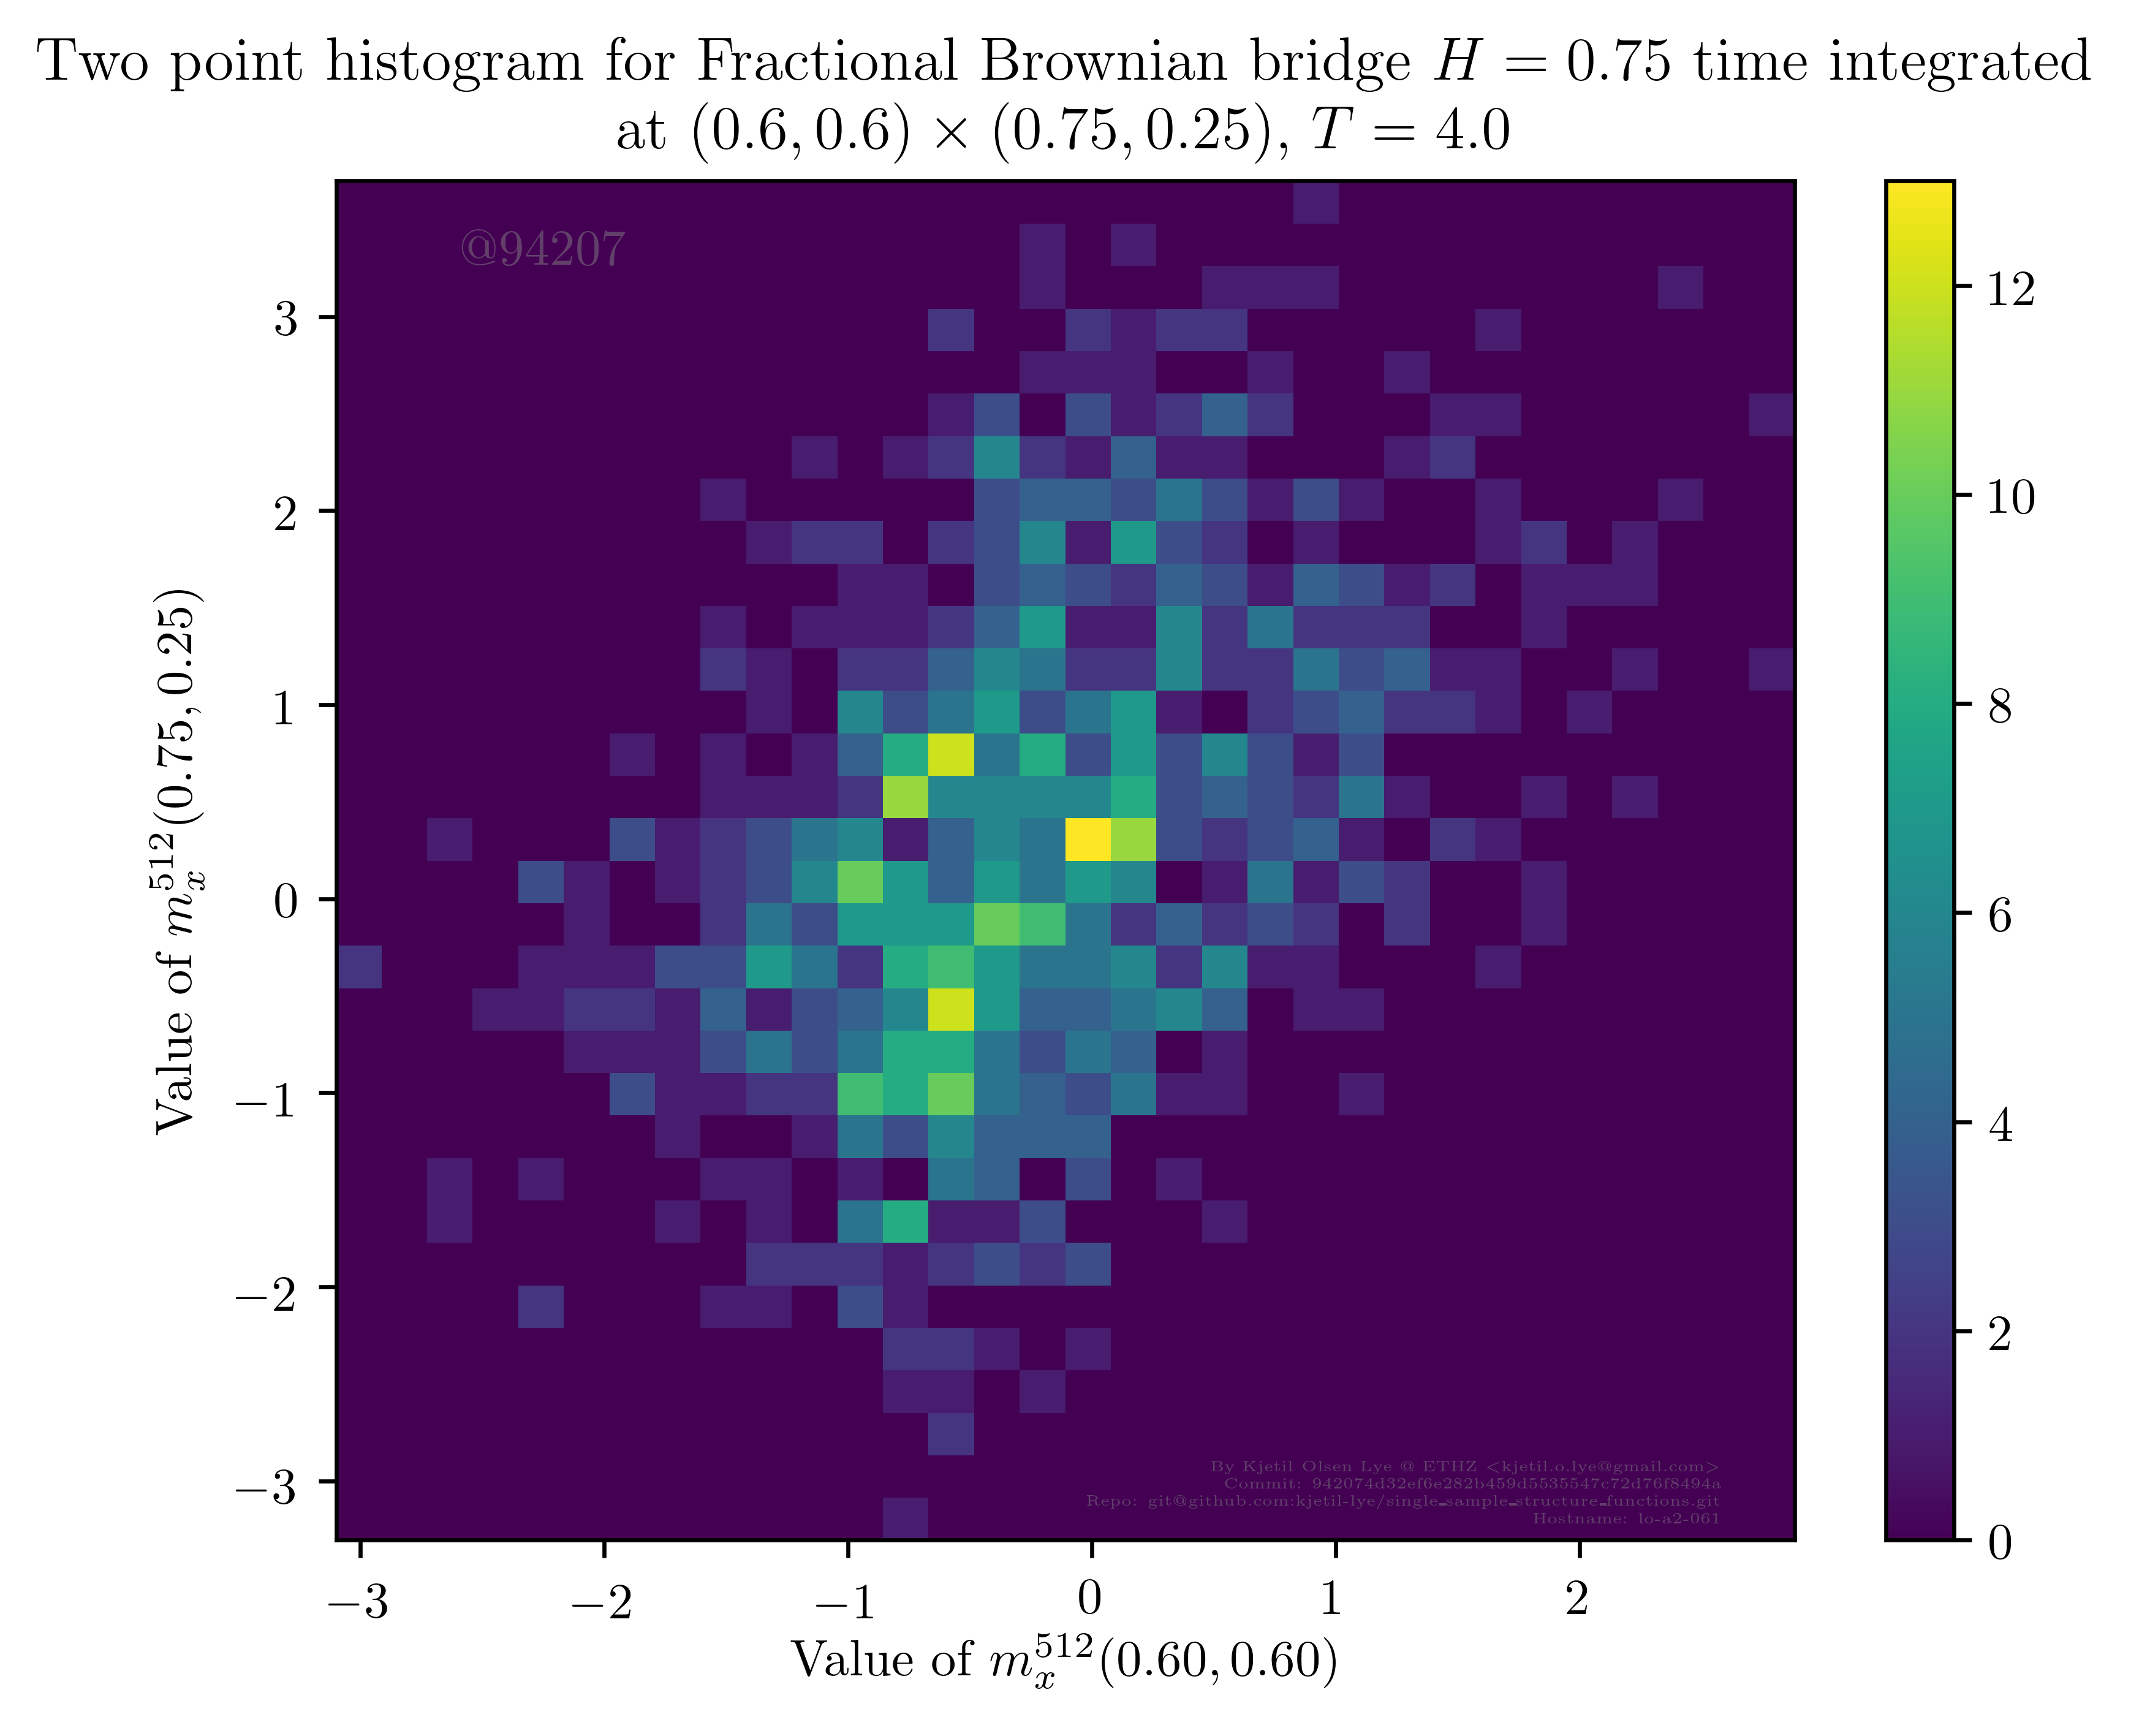 Two point histogram for Fractional Brownian bridge H = 0.75 time integrated
at (0.6, 0.6) × (0.75, 0.25), T = 4.0
@94207
3
2
1
0
−1
−2
−3
Value of m_x^512(0.75, 0.25)
12
10
8
6
4
2
0
By Kjetil Olsen Lye @ ETHZ <kjetil.o.lye@gmail.com>
Commit: 942074d32ef6e282b459d5535547c72d76f8494a
Repo: git@github.com:kjetil-lye/single_sample_structure_functions.git
Hostname: lo-a2-061
−3 −2 −1 0 1 2
Value of m_x^512(0.60, 0.60)